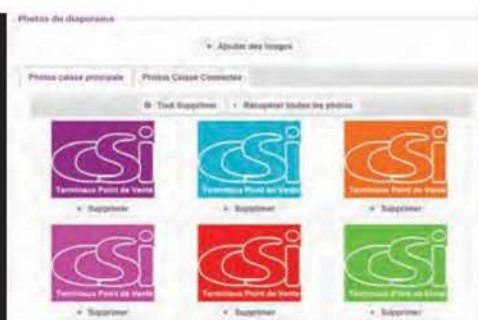 Photos du diaporama
+ Ajouter des images
Photos caisse principale Photos Caisse Connectée
Tout Supprimer Récupérer toutes les photos
CSi CSi CSi
Terminaux Point de Vente Terminaux Point de Vente Terminaux Point de Vente
+ Supprimer + Supprimer + Supprimer
CSi CSi CSi
Terminaux Point de Vente Terminaux Point de Vente Terminaux Point de Vente
+ Supprimer + Supprimer + Supprimer